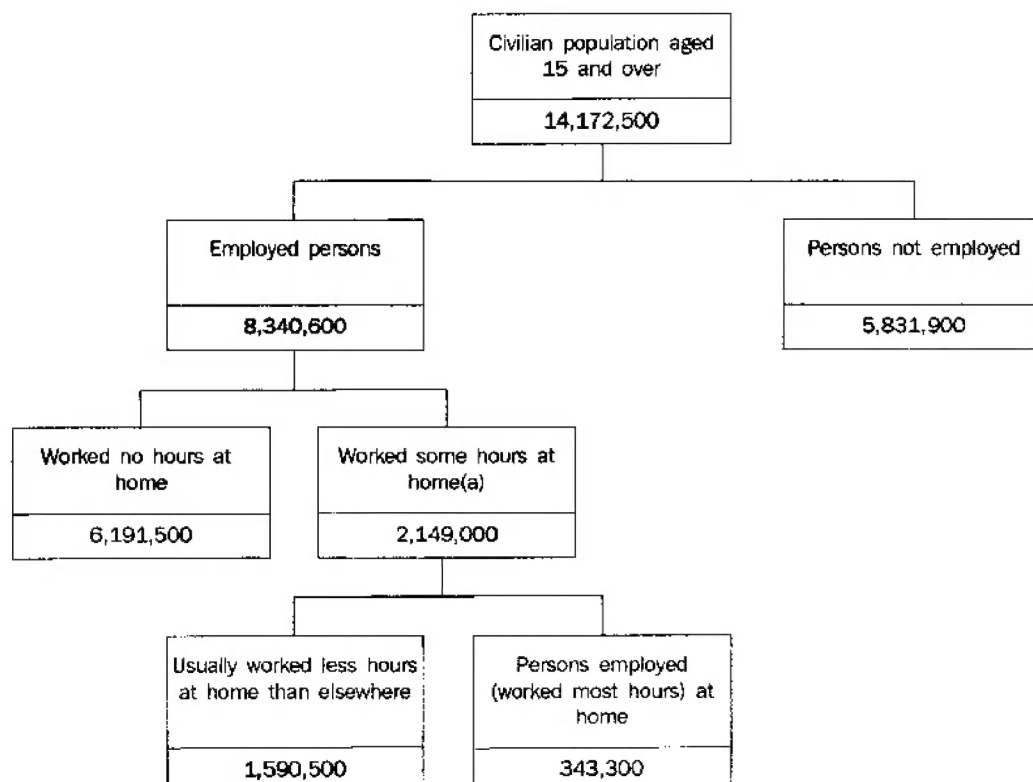 Civilian population aged
15 and over
14,172,500
Employed persons
8,340,600
Persons not employed
5,831,900
Worked no hours at
home
6,191,500
Worked some hours at
home(a)
2,149,000
Usually worked less hours
at home than elsewhere
1,590,500
Persons employed
(worked most hours) at
home
343,300